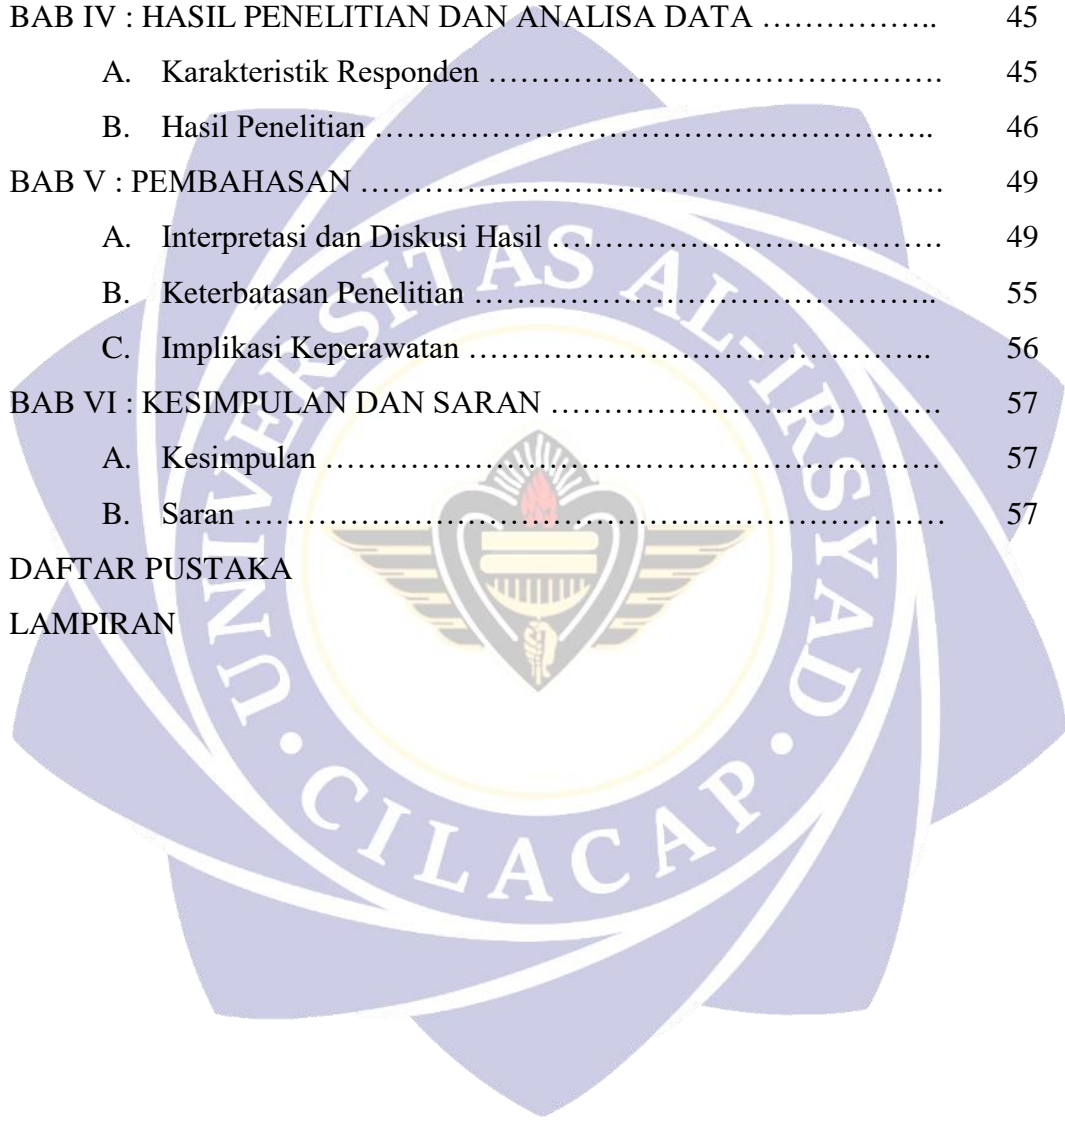 BAB IV : HASIL PENELITIAN DAN ANALISA DATA …………….. 45
A. Karakteristik Responden ………………………………………. 45
B. Hasil Penelitian ……………………………………………….. 46
BAB V : PEMBAHASAN …………………………………………………. 49
A. Interpretasi dan Diskusi Hasil …………………………………. 49
B. Keterbatasan Penelitian ……………………………………….. 55
C. Implikasi Keperawatan ……………………………………….. 56
BAB VI : KESIMPULAN DAN SARAN ………………………………….. 57
A. Kesimpulan ……………………………………………………. 57
B. Saran …………………………………………………………… 57
DAFTAR PUSTAKA
LAMPIRAN
UNIVERSITAS AL-IRSYAD
• CILACAP •